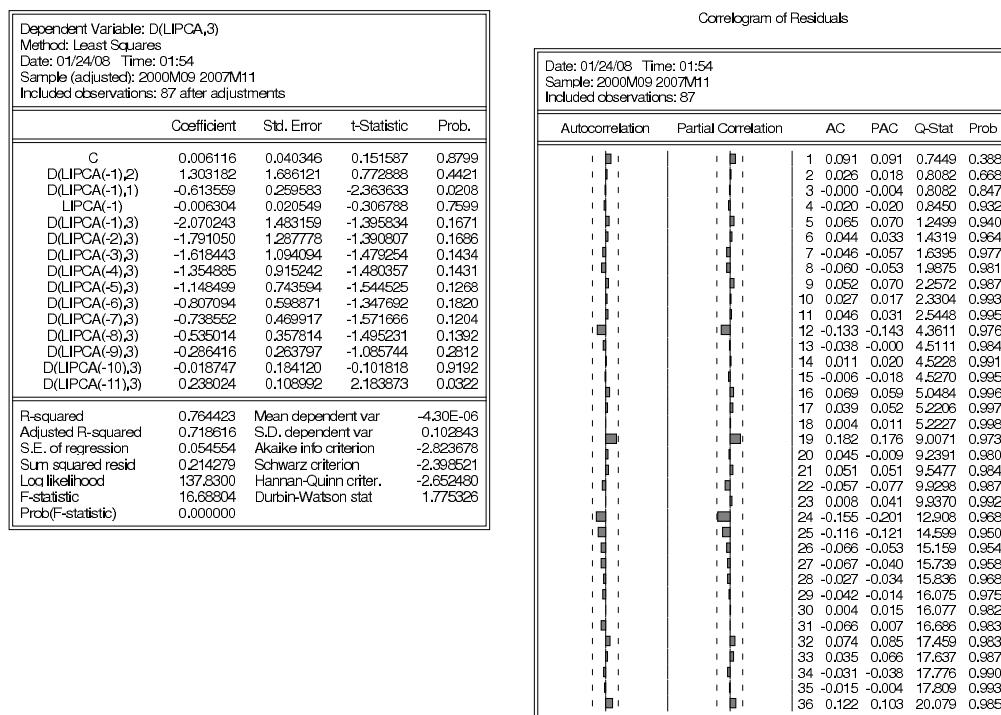 Dependent Variable: D(LIPCA,3)
Method: Least Squares
Date: 01/24/08 Time: 01:54
Sample (adjusted): 2000M09 2007M11
Included observations: 87 after adjustments
Coefficient Std. Error t-Statistic Prob.
C 0.006116 0.040346 0.151587 0.8799
D(LIPCA(-1),2) 1.303182 1.686121 0.772888 0.4421
D(LIPCA(-1),1) -0.613559 0.259583 -2.363633 0.0208
LIPCA(-1) -0.006304 0.020549 -0.306788 0.7599
D(LIPCA(-1),3) -2.070243 1.483159 -1.395834 0.1671
D(LIPCA(-2),3) -1.791050 1.287778 -1.390807 0.1686
D(LIPCA(-3),3) -1.618443 1.094094 -1.479254 0.1434
D(LIPCA(-4),3) -1.354885 0.915242 -1.480357 0.1431
D(LIPCA(-5),3) -1.148499 0.743594 -1.544525 0.1268
D(LIPCA(-6),3) -0.807094 0.598871 -1.347692 0.1820
D(LIPCA(-7),3) -0.738552 0.469917 -1.571666 0.1204
D(LIPCA(-8),3) -0.535014 0.357814 -1.495231 0.1392
D(LIPCA(-9),3) -0.286416 0.263797 -1.085744 0.2812
D(LIPCA(-10),3) -0.018747 0.184120 -0.101818 0.9192
D(LIPCA(-11),3) 0.238024 0.108992 2.183873 0.0322
R-squared 0.764423 Mean dependent var -4.30E-06
Adjusted R-squared 0.718616 S.D. dependent var 0.102843
S.E. of regression 0.054554 Akaike info criterion -2.823678
Sum squared resid 0.214279 Schwarz criterion -2.398521
Log likelihood 137.8300 Hannan-Quinn criter. -2.652480
F-statistic 16.68804 Durbin-Watson stat 1.775326
Prob(F-statistic) 0.000000
Correlogram of Residuals
Date: 01/24/08 Time: 01:54
Sample: 2000M09 2007M11
Included observations: 87
Autocorrelation Partial Correlation AC PAC Q-Stat Prob
1 0.091 0.091 0.7449 0.388
2 0.026 0.018 0.8082 0.668
3 -0.000 -0.004 0.8082 0.847
4 -0.020 -0.020 0.8450 0.932
5 0.065 0.070 1.2499 0.940
6 0.044 0.033 1.4319 0.964
7 -0.046 -0.057 1.6395 0.977
8 -0.060 -0.053 1.9875 0.981
9 0.052 0.070 2.2572 0.987
10 0.027 0.017 2.3304 0.993
11 0.046 0.031 2.5448 0.995
12 -0.133 -0.143 4.3611 0.976
13 -0.038 -0.000 4.5111 0.984
14 0.011 0.020 4.5228 0.991
15 -0.006 -0.018 4.5270 0.995
16 0.069 0.059 5.0484 0.996
17 0.039 0.052 5.2206 0.997
18 0.004 0.011 5.2227 0.998
19 0.182 0.176 9.0071 0.973
20 0.045 -0.009 9.2391 0.980
21 0.051 0.051 9.5477 0.984
22 -0.057 -0.077 9.9298 0.987
23 0.008 0.041 9.9370 0.992
24 -0.155 -0.201 12.908 0.968
25 -0.116 -0.121 14.599 0.950
26 -0.066 -0.053 15.159 0.954
27 -0.067 -0.040 15.739 0.958
28 -0.027 -0.034 15.836 0.968
29 -0.042 -0.014 16.075 0.975
30 0.004 0.015 16.077 0.982
31 -0.066 0.007 16.686 0.983
32 0.074 0.085 17.459 0.983
33 0.035 0.066 17.637 0.987
34 -0.031 -0.038 17.776 0.990
35 -0.015 -0.004 17.809 0.993
36 0.122 0.103 20.079 0.985